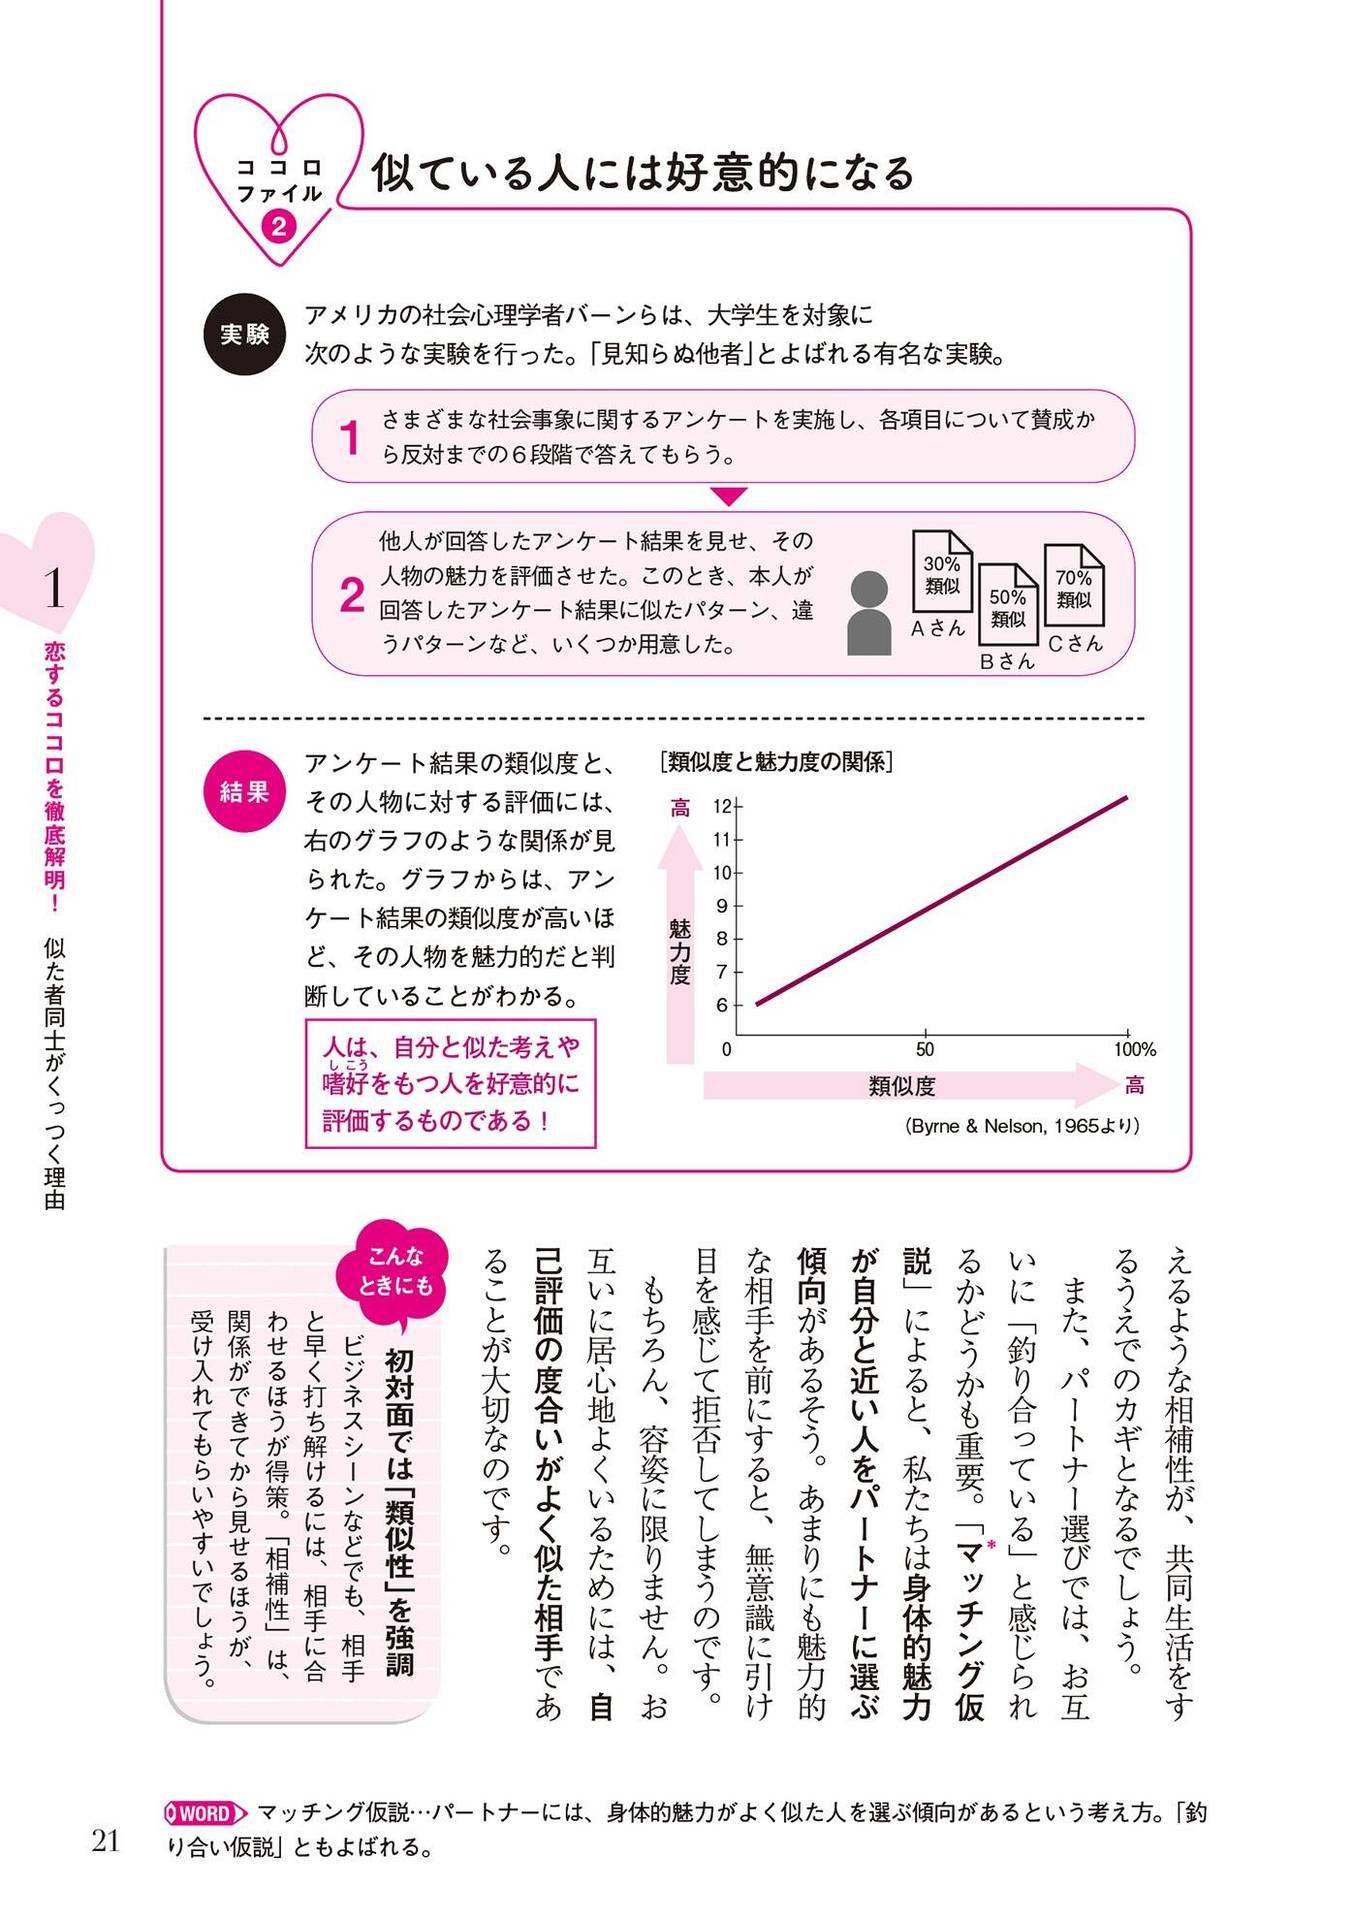 ココロ
ファイル
2
似ている人には好意的になる
実験
アメリカの社会心理学者バーンらは、大学生を対象に
次のような実験を行った。「見知らぬ他者」とよばれる有名な実験。
1
さまざまな社会事象に関するアンケートを実施し、各項目について賛成か
ら反対までの6段階で答えてもらう。
2
他人が回答したアンケート結果を見せ、その
人物の魅力を評価させた。このとき、本人が
回答したアンケート結果に似たパターン、違
うパターンなど、いくつか用意した。
30%
類似
Aさん
50%
類似
Bさん
70%
類似
Cさん
結果
アンケート結果の類似度と、
その人物に対する評価には、
右のグラフのような関係が見
られた。グラフからは、アン
ケート結果の類似度が高いほ
ど、その人物を魅力的だと判
断していることがわかる。
人は、自分と似た考えや
しこう
嗜好をもつ人を好意的に
評価するものである！
[類似度と魅力度の関係]
高
魅力度
12
11
10
9
8
7
6
0
50
100%
類似度
高
（Byrne & Nelson, 1965より）
1
恋するココロを徹底解明！ 似た者同士がくっつく理由
えるような相補性が、共同生活をす
るうえでのカギとなるでしょう。
また、パートナー選びでは、お互
いに「釣り合っている」と感じられ
るかどうかも重要。「マッチング仮
*
説」によると、私たちは身体的魅力
が自分と近い人をパートナーに選ぶ
傾向があるそう。あまりにも魅力的
な相手を前にすると、無意識に引け
目を感じて拒否してしまうのです。
もちろん、容姿に限りません。お
互いに居心地よくいるためには、自
己評価の度合いがよく似た相手であ
ることが大切なのです。
こんな
ときにも
初対面では「類似性」を強調
ビジネスシーンなどでも、相手
と早く打ち解けるには、相手に合
わせるほうが得策。「相補性」は、
関係ができてから見せるほうが、
受け入れてもらいやすいでしょう。
WORD マッチング仮説…パートナーには、身体的魅力がよく似た人を選ぶ傾向があるという考え方。「釣
り合い仮説」ともよばれる。
21